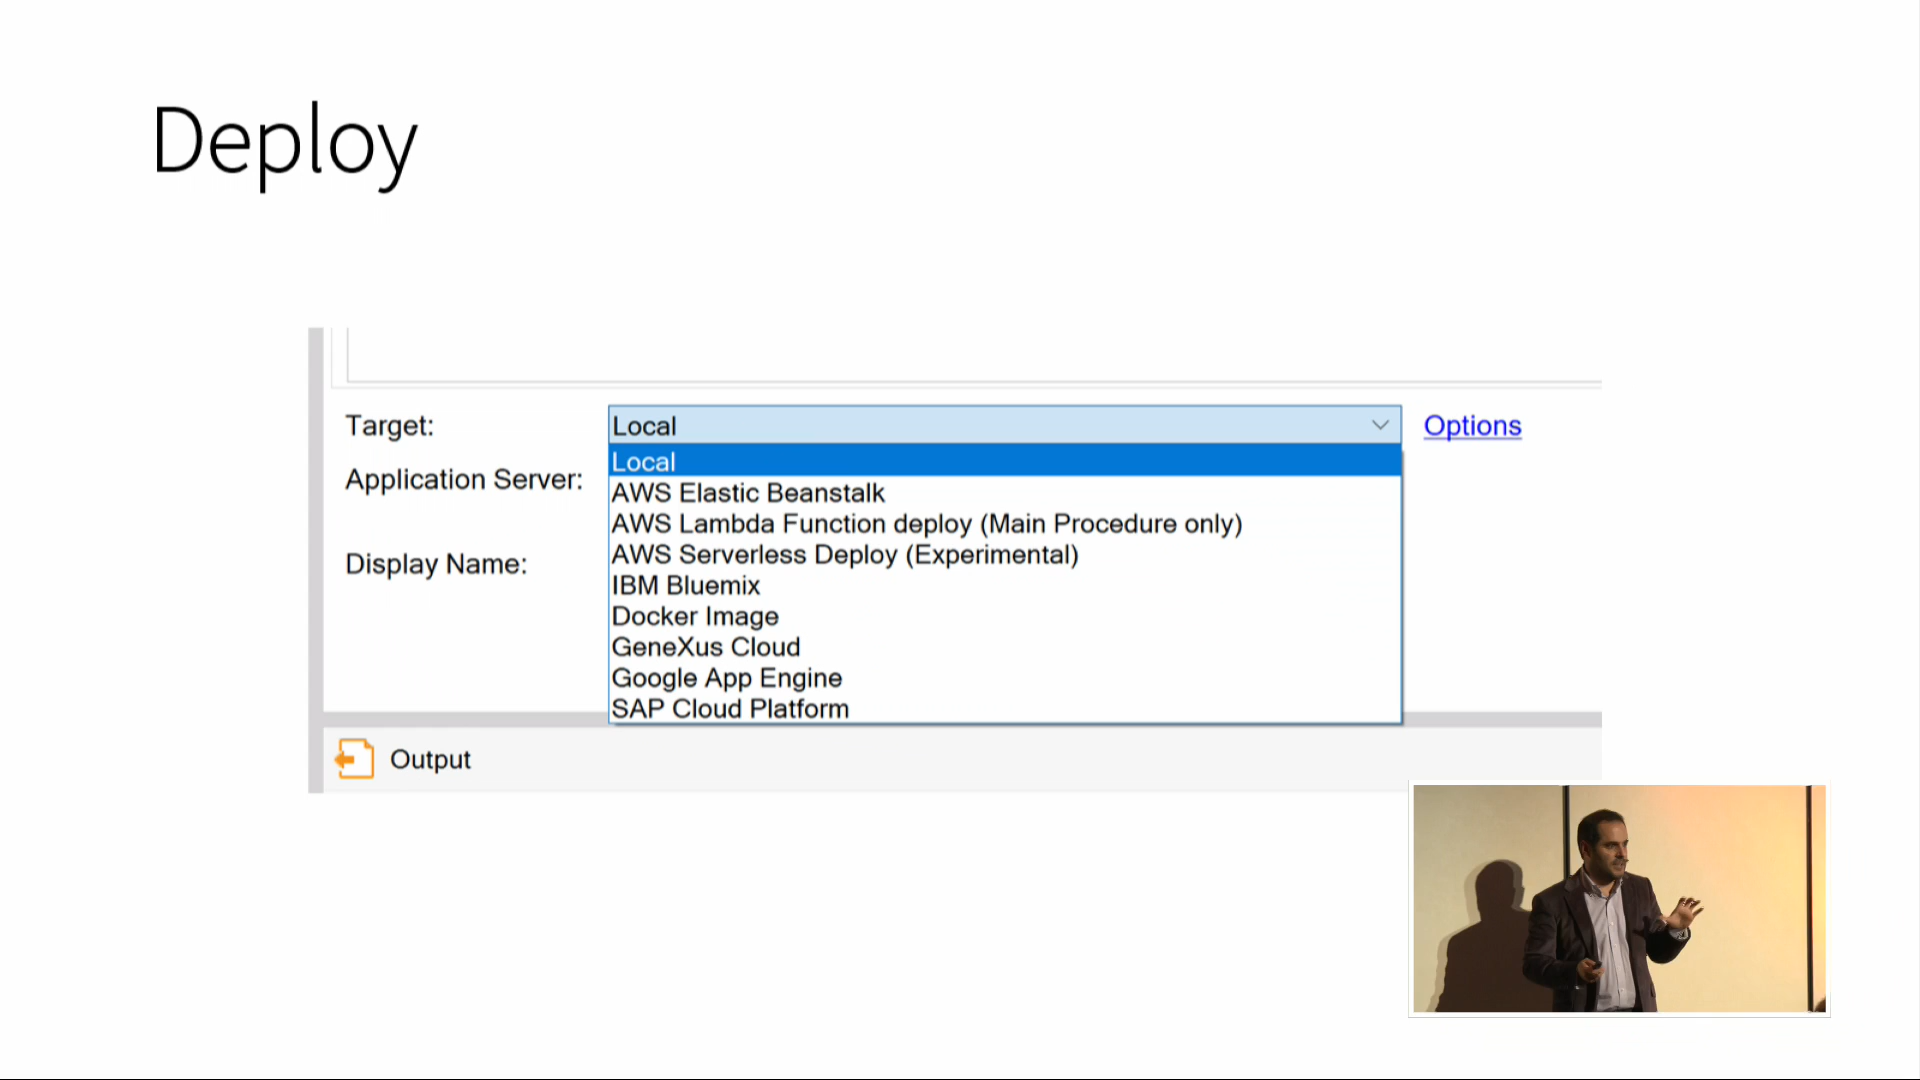 Deploy
Target:
Local
Options
Application Server:
Display Name:
Local
AWS Elastic Beanstalk
AWS Lambda Function deploy (Main Procedure only)
AWS Serverless Deploy (Experimental)
IBM Bluemix
Docker Image
GeneXus Cloud
Google App Engine
SAP Cloud Platform
Output